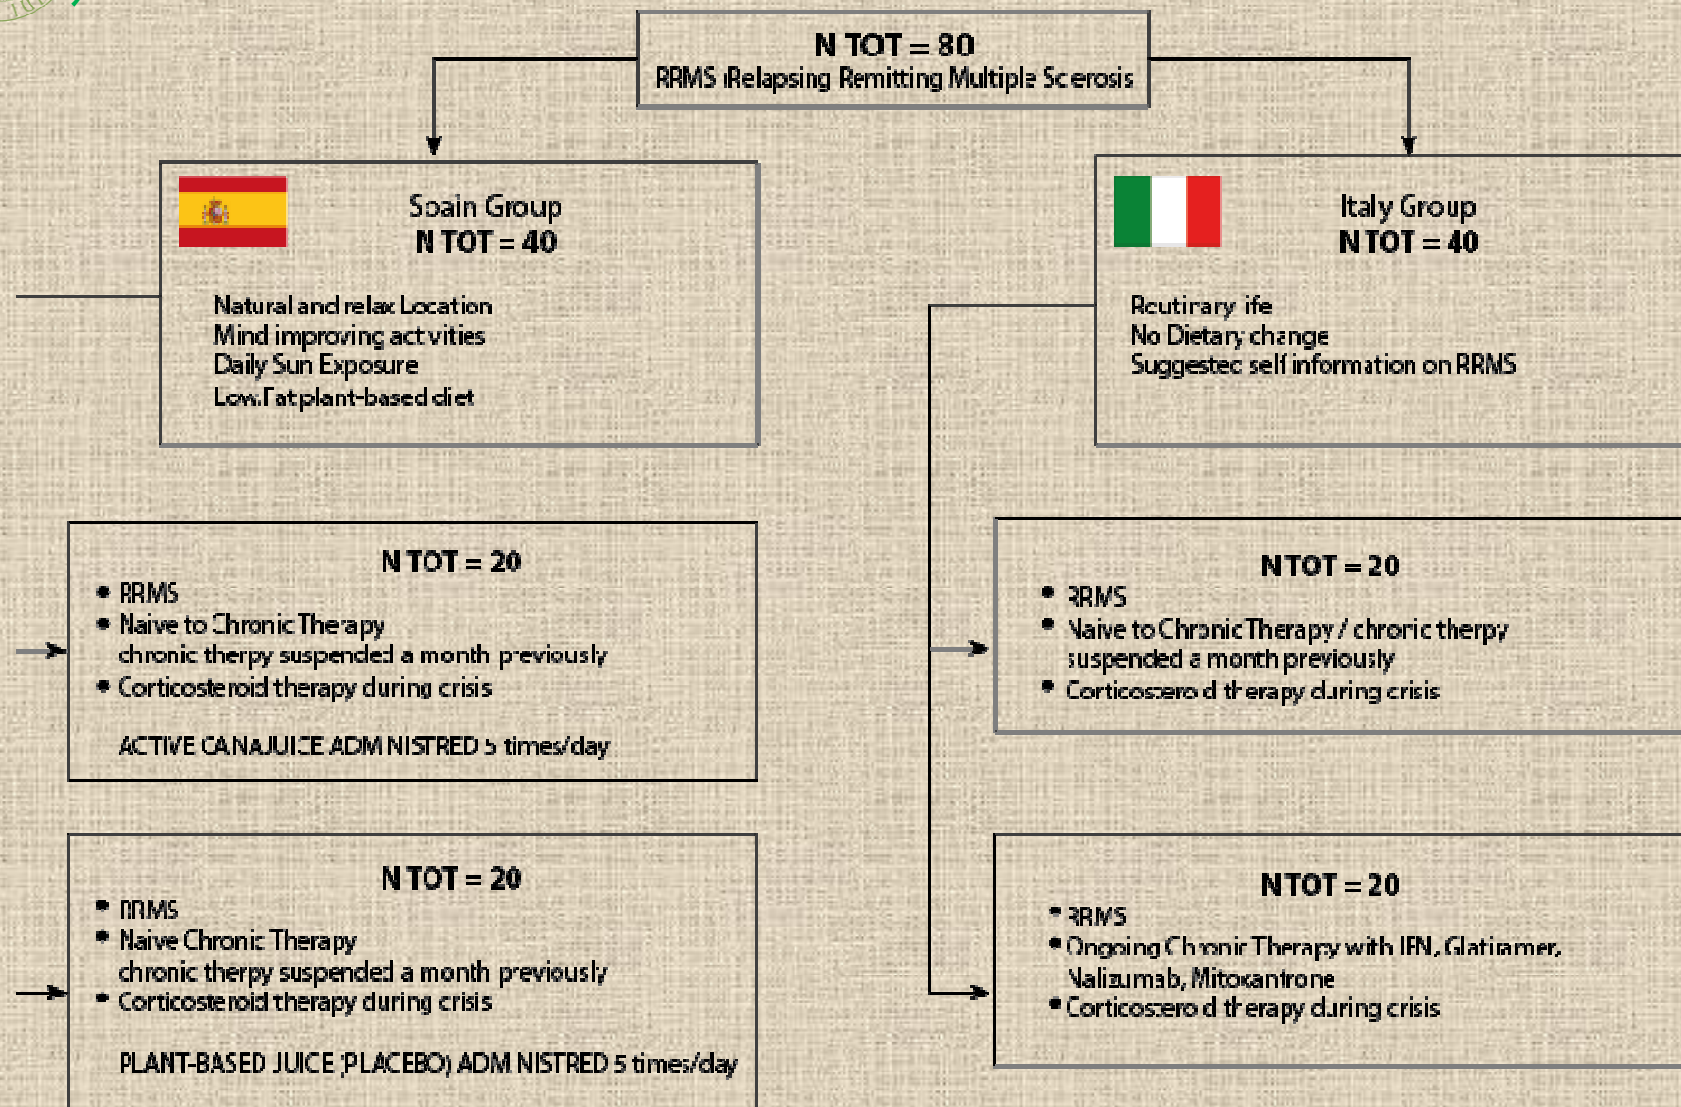 N TOT = 80
RRMS (Relapsing Remitting Multiple Sclerosis
Spain Group
N TOT = 40
Natural and relax Location
Mind improving activities
Daily Sun Exposure
Low.Fat plant-based diet
Italy Group
N TOT = 40
Routinary life
No Dietary change
Suggested self information on RRMS
N TOT = 20
• RRMS
• Naive to Chronic Therapy
chronic therpy suspended a month previously
• Corticosteroid therapy during crisis
ACTIVE CANAJUICE ADMINISTRED 5 times/day
N TOT = 20
• RRMS
• Naive to Chronic Therapy / chronic therpy
suspended a month previously
• Corticosteroid therapy during crisis
N TOT = 20
• RRMS
• Naive Chronic Therapy
chronic therpy suspended a month previously
• Corticosteroid therapy during crisis
PLANT-BASED JUICE (PLACEBO) ADMINISTRED 5 times/day
N TOT = 20
• RRMS
• Ongoing Chronic Therapy with IFN, Glatiramer,
Nalizumab, Mitoxantrone
• Corticosteroid therapy during crisis